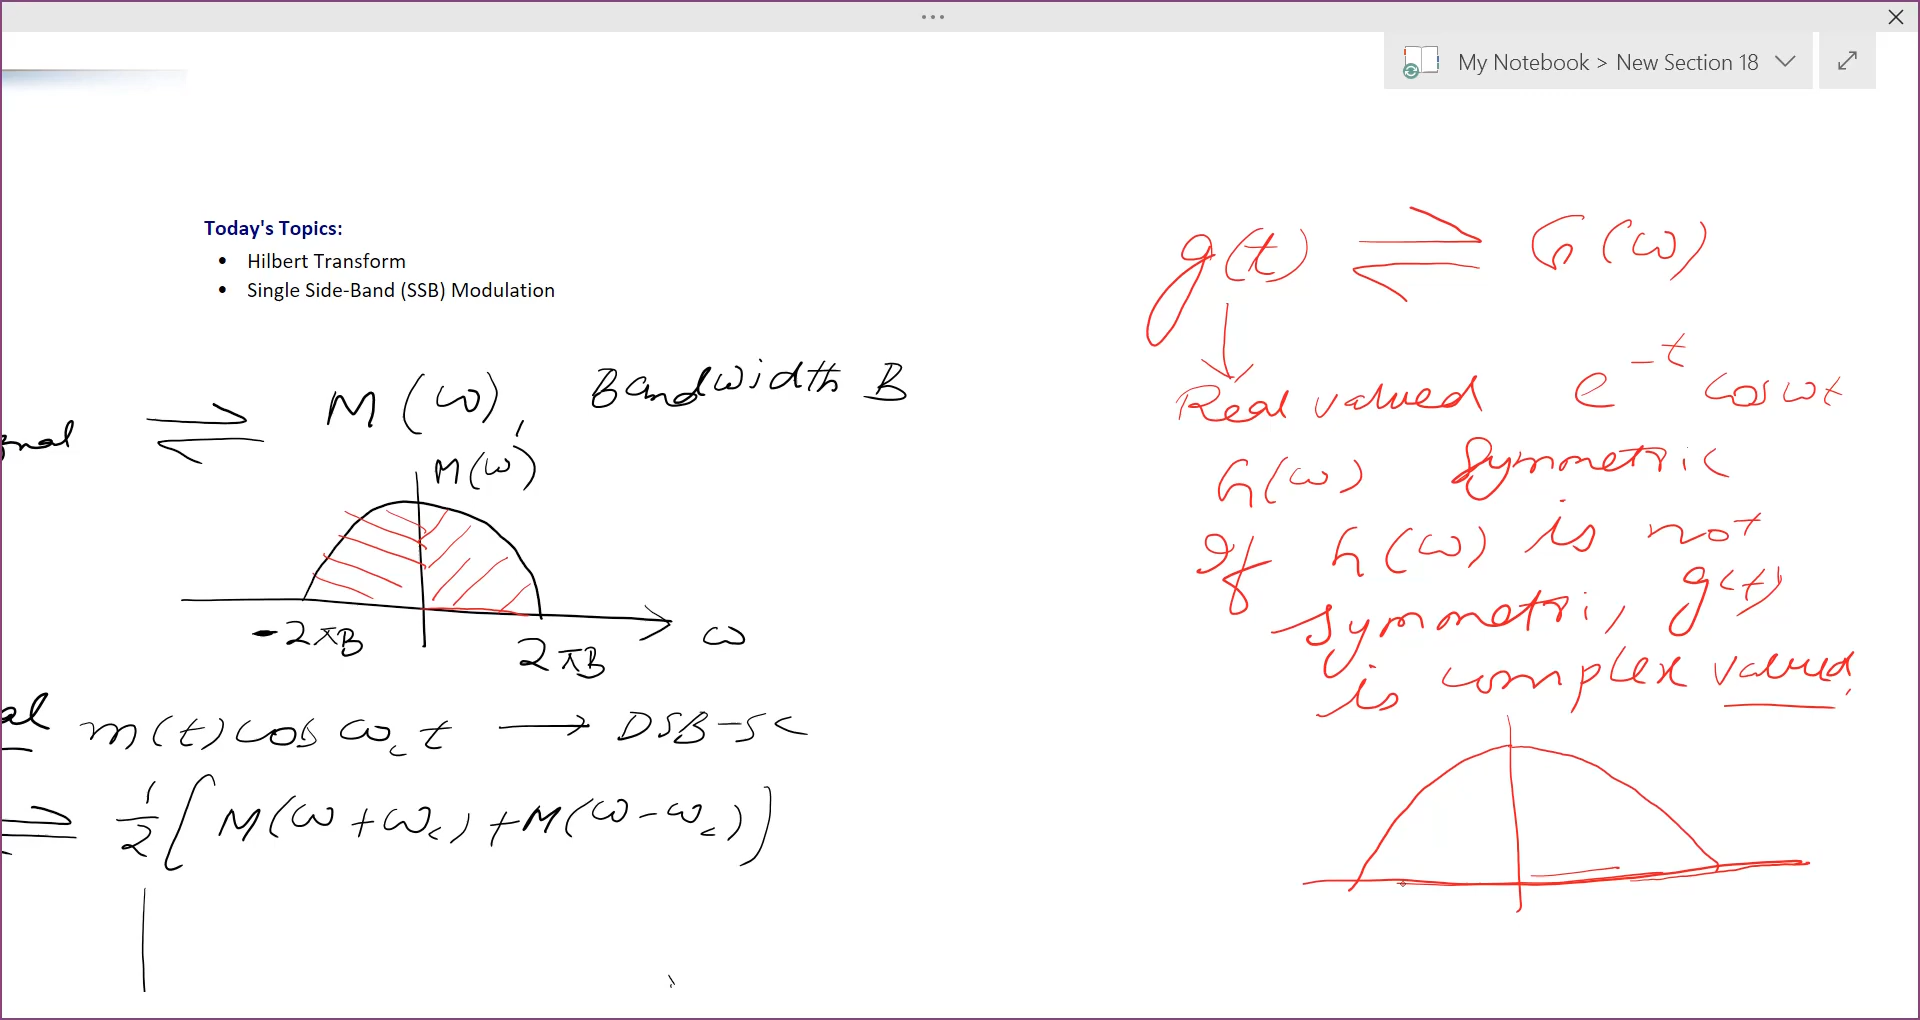 My Notebook > New Section 18
Today's Topics:
• Hilbert Transform
• Single Side-Band (SSB) Modulation
⇌ M(ω), Bandwidth B
M(ω)
-2πB
2πB
ω
m(t) cos ω_c t → DSB-SC
⇌ 1/2 [M(ω + ω_c) + M(ω - ω_c)]
g(t) ⇌ G(ω)
↓
Real valued e^-t cos ωt
G(ω) Symmetric
If G(ω) is not
symmetri, g(t)
is complex valued.